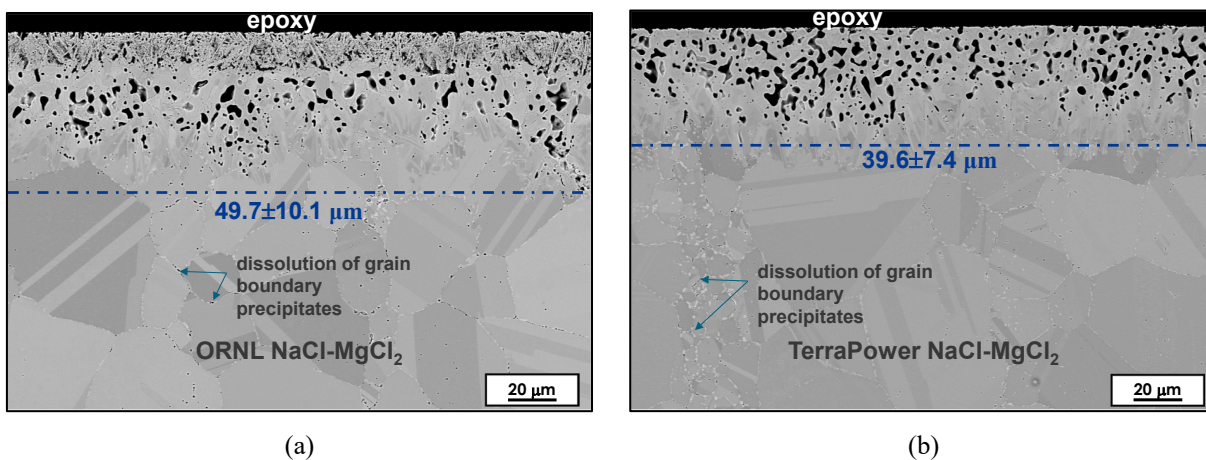 epoxy
49.7±10.1 µm
dissolution of grain
boundary
precipitates
ORNL NaCl-MgCl₂
20 µm
(a)
epoxy
39.6±7.4 µm
dissolution of grain
boundary
precipitates
TerraPower NaCl-MgCl₂
20 µm
(b)